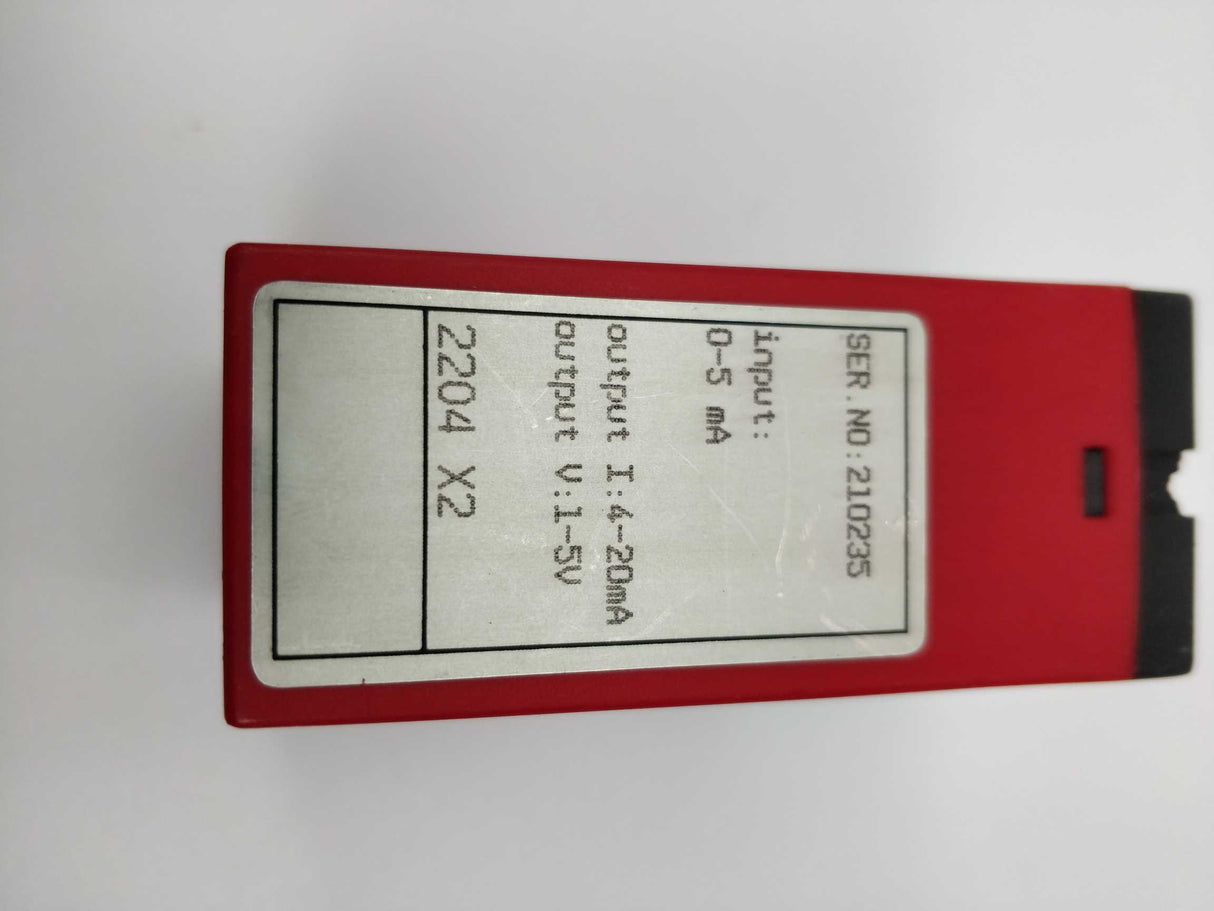 SER.NO:210235
input:
0-5 mA
output I:4-20mA
output V:1-5V
2204 X2